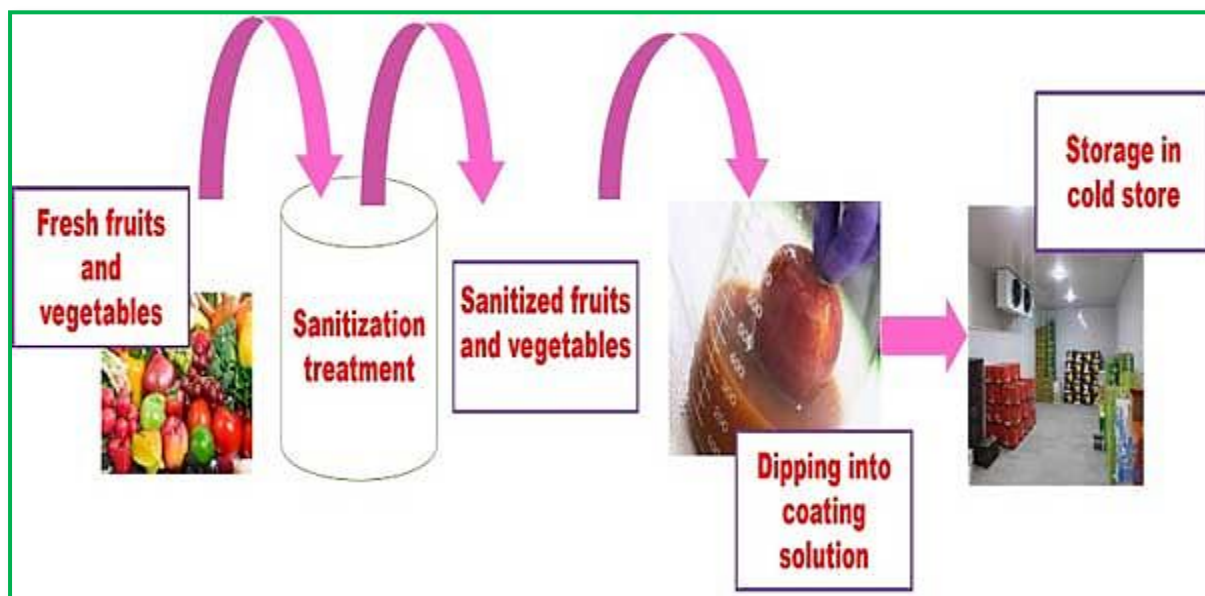 Fresh fruits
and
vegetables
Sanitization
treatment
Sanitized fruits
and vegetables
Dipping into
coating
solution
Storage in
cold store